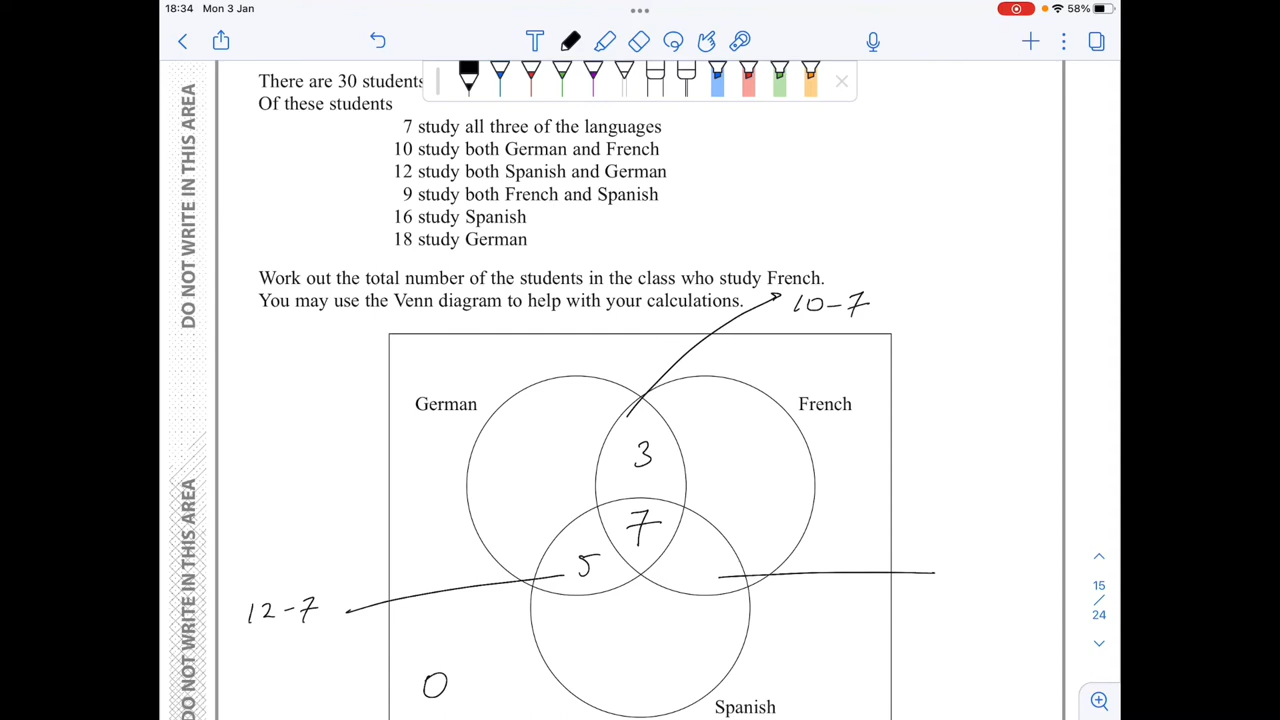 18:34 Mon 3 Jan
58%
There are 30 students
Of these students
7 study all three of the languages
10 study both German and French
12 study both Spanish and German
9 study both French and Spanish
16 study Spanish
18 study German
Work out the total number of the students in the class who study French.
You may use the Venn diagram to help with your calculations.
10-7
German
French
3
7
5
12-7
0
Spanish
DO NOT WRITE IN THIS AREA
DO NOT WRITE IN THIS AREA
15
/
24